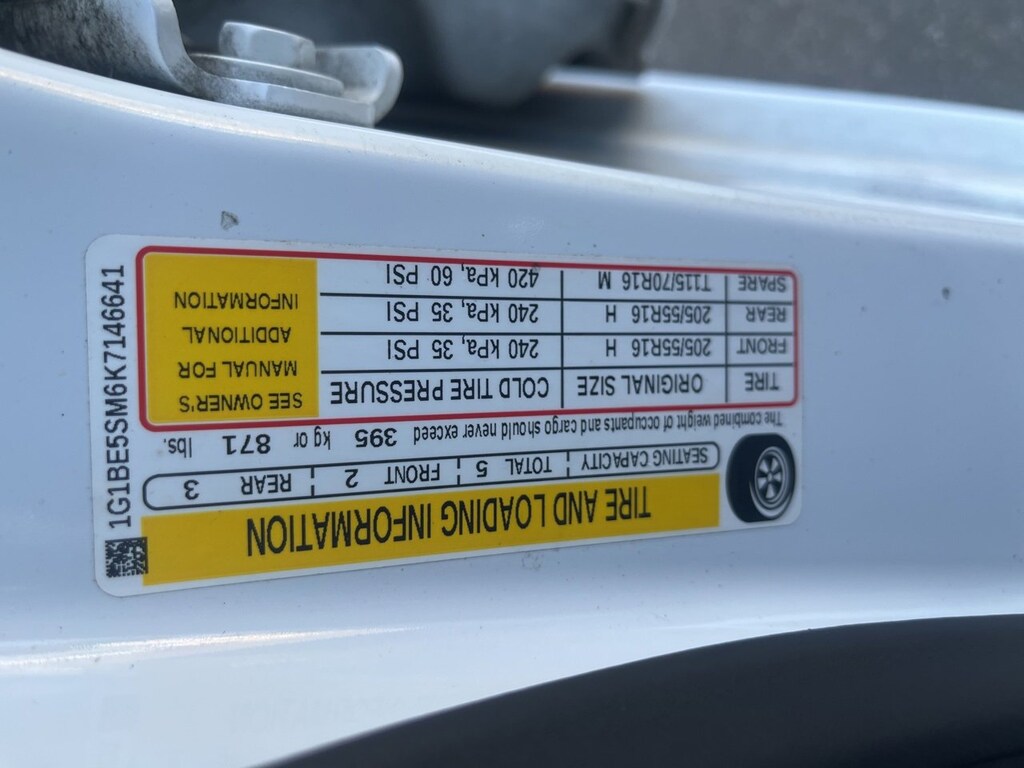 TIRE AND LOADING INFORMATION
SEATING CAPACITY | TOTAL 5 | FRONT 2 | REAR 3
The combined weight of occupants and cargo should never exceed 395 kg or 871 lbs.
TIRE ORIGINAL SIZE COLD TIRE PRESSURE
FRONT 205/55R16 H 240 kPa, 35 PSI
REAR 205/55R16 H 240 kPa, 35 PSI
SPARE T115/70R16 M 420 kPa, 60 PSI
SEE OWNER'S
MANUAL FOR
ADDITIONAL
INFORMATION
1G1BE5SM6K7146641